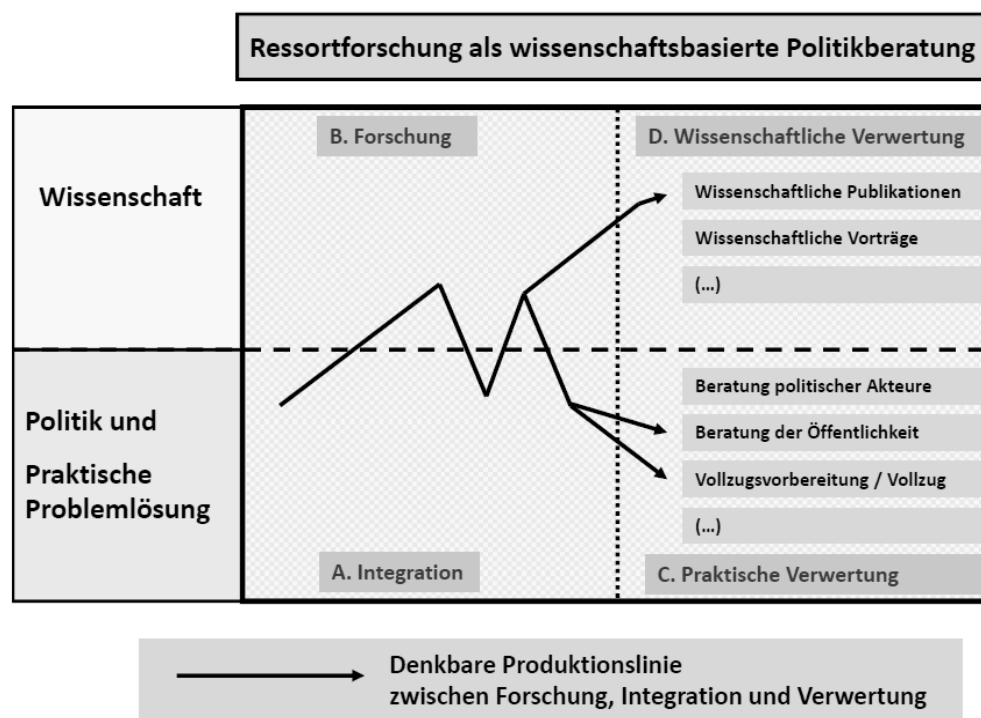 Ressortforschung als wissenschaftsbasierte Politikberatung
Wissenschaft
B. Forschung
D. Wissenschaftliche Verwertung
Wissenschaftliche Publikationen
Wissenschaftliche Vorträge
(...)
Politik und
Praktische
Problemlösung
Beratung politischer Akteure
Beratung der Öffentlichkeit
Vollzugsvorbereitung / Vollzug
(...)
A. Integration
C. Praktische Verwertung
Denkbare Produktionslinie
zwischen Forschung, Integration und Verwertung